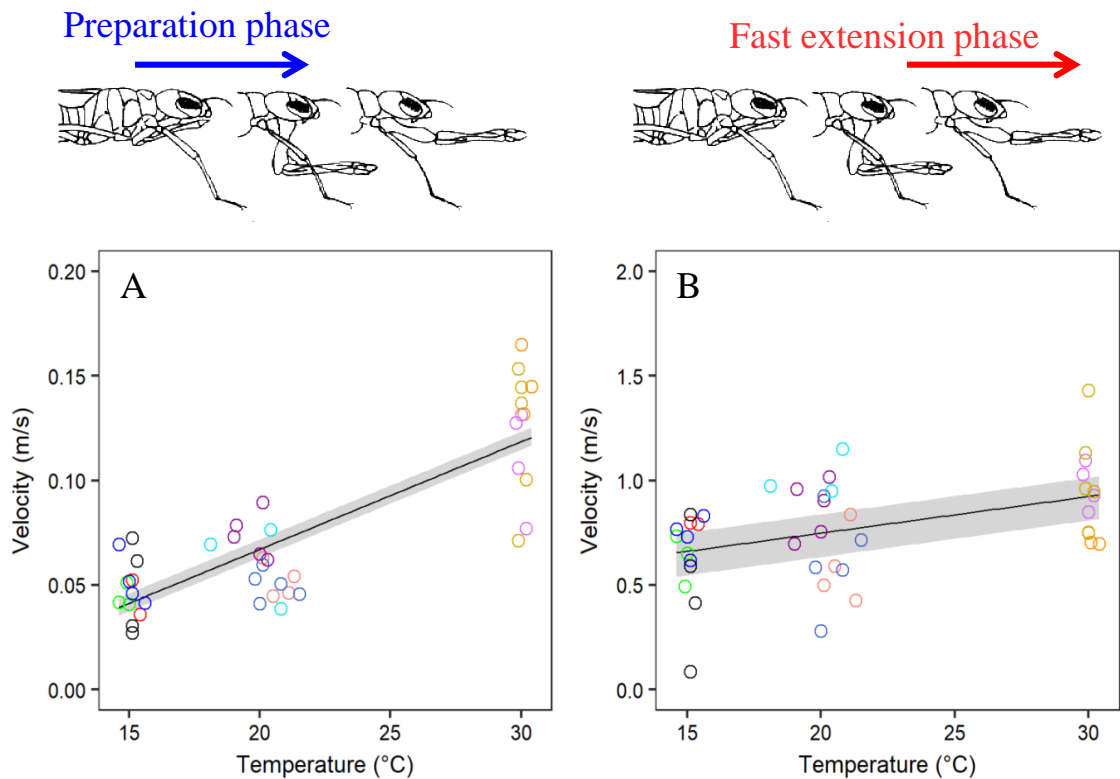 Preparation phase
Fast extension phase
A
0.20
0.15
0.10
0.05
0.00
Velocity (m/s)
15
20
25
30
Temperature (°C)
B
2.0
1.5
1.0
0.5
0.0
Velocity (m/s)
15
20
25
30
Temperature (°C)